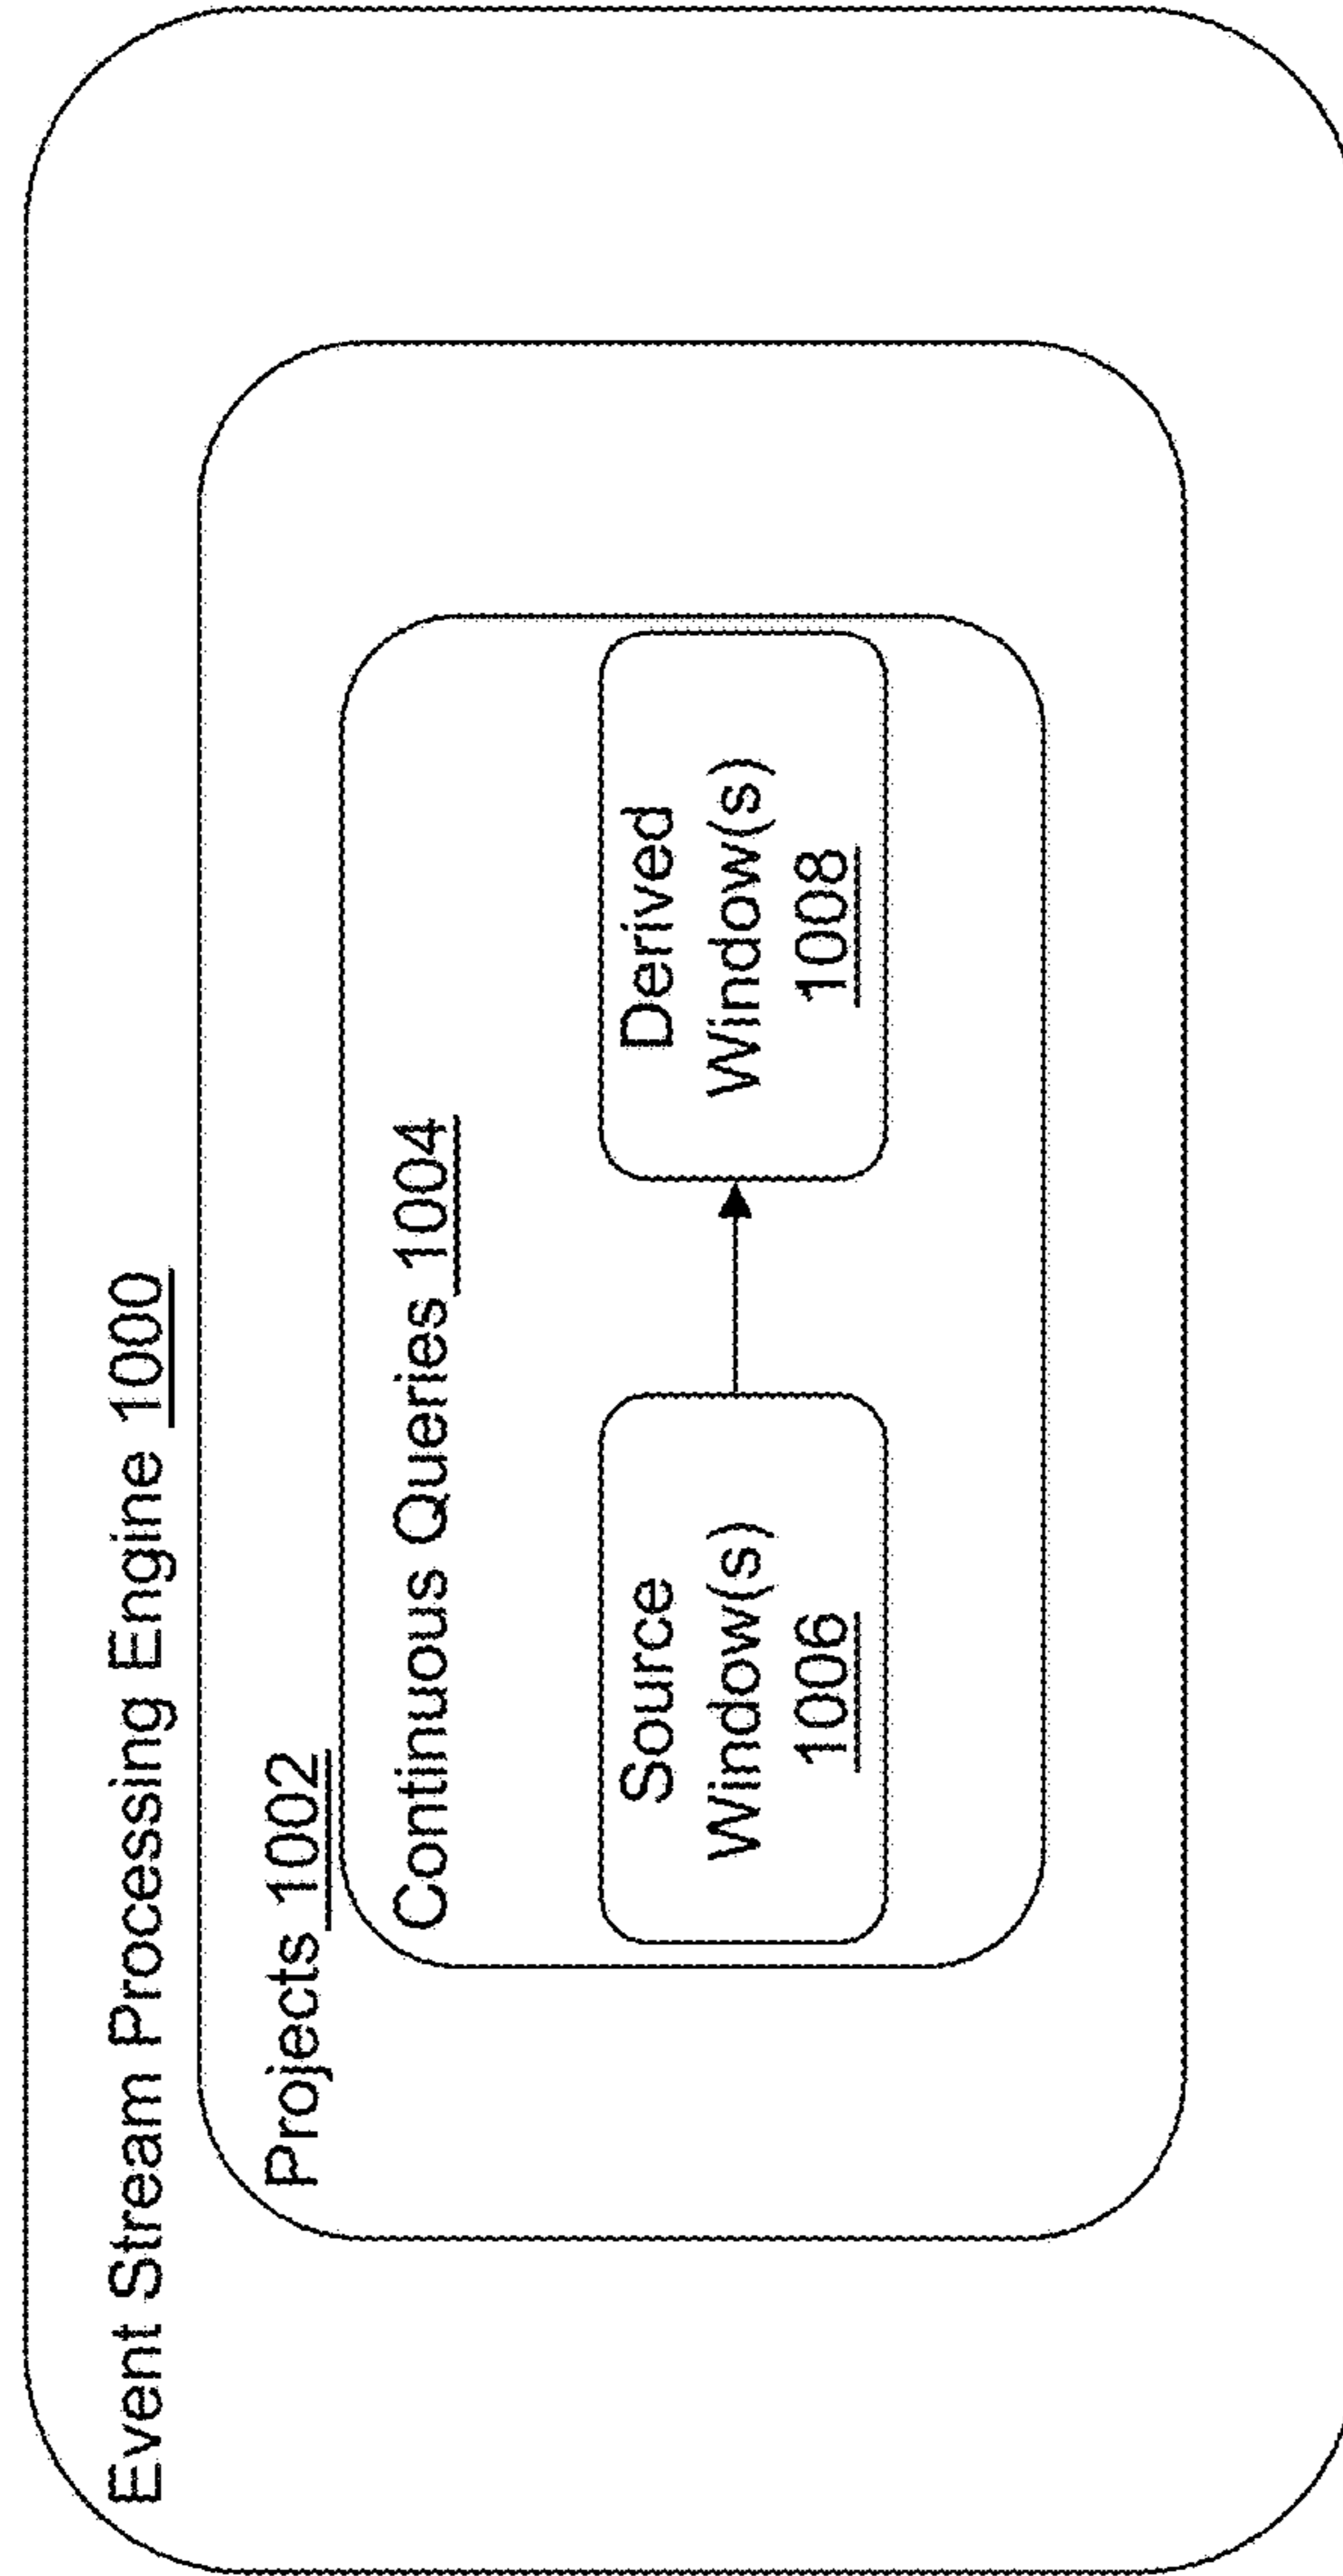 Event Stream Processing Engine 1000
Projects 1002
Continuous Queries 1004
Source
Window(s)
1006
Derived
Window(s)
1008